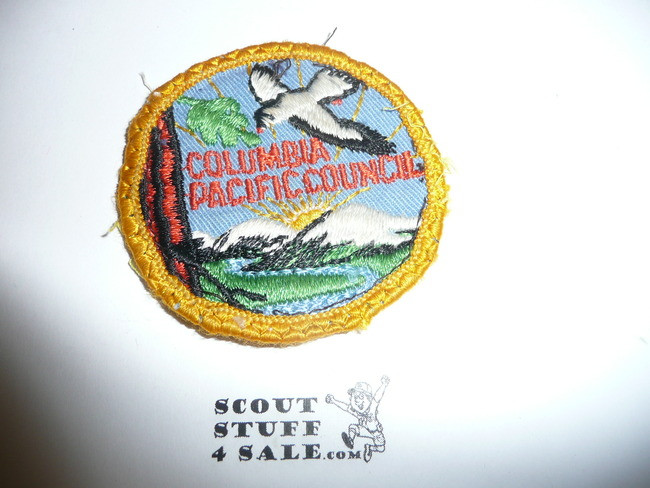 COLUMBIA
PACIFIC COUNCIL
SCOUT
STUFF
4 SALE.com